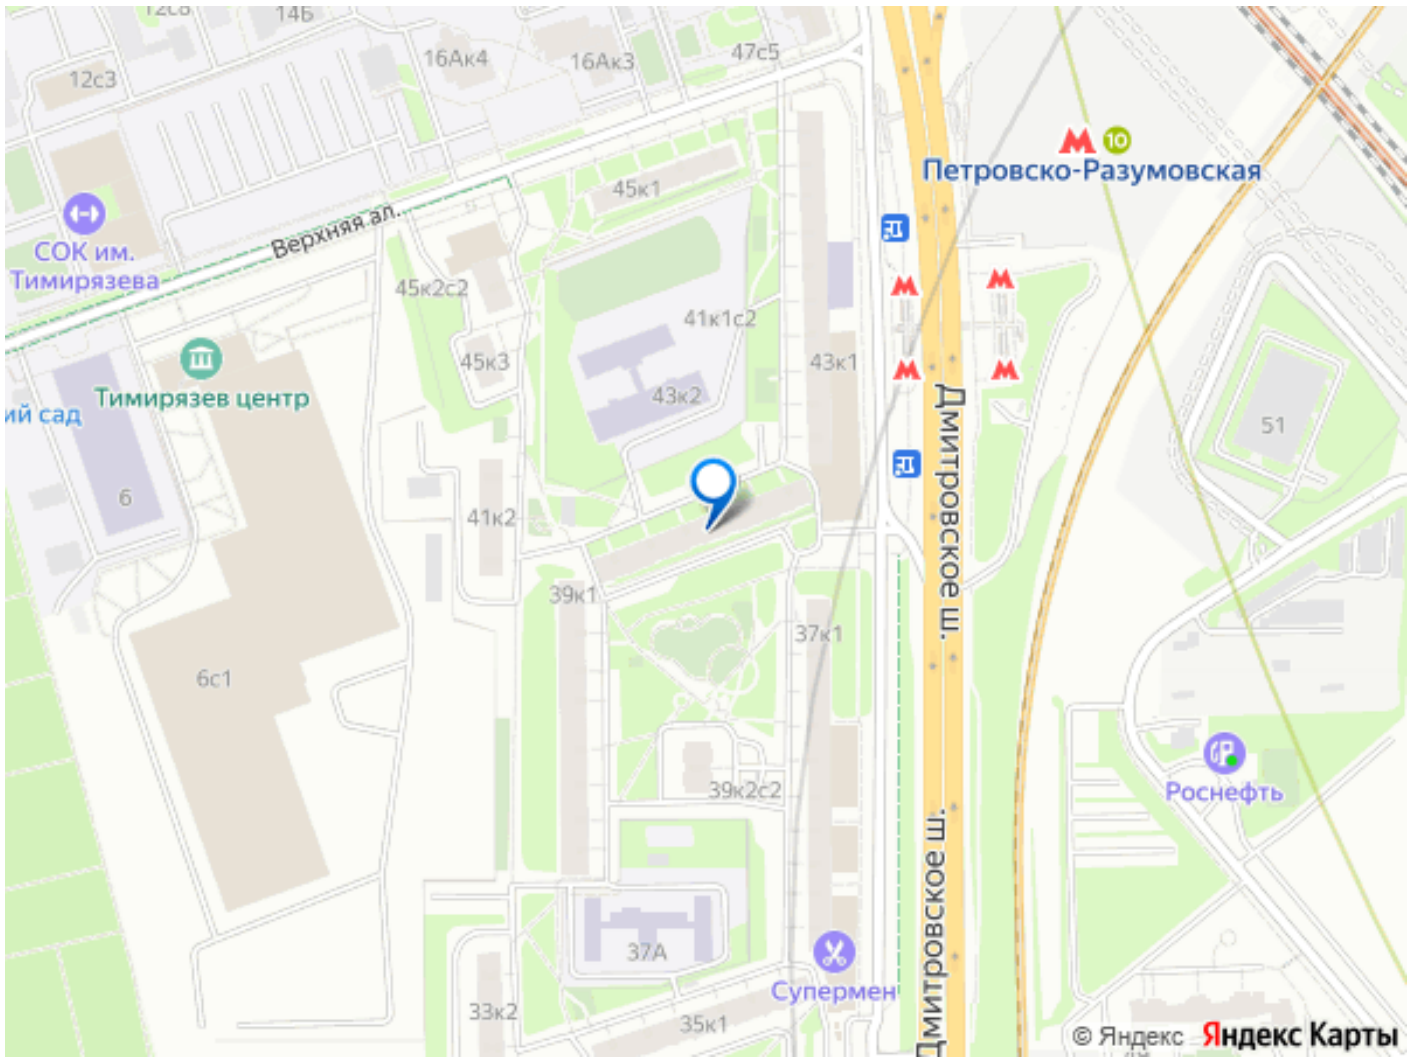 12с8
14Б
16Ак4
16Ак3
47с5
12с3
10
Петровско-Разумовская
45к1
СОК им.
Тимирязева
Верхняя ал.
45к2с2
41к1с2
45к3
43к1
Тимирязев центр
43к2
ий сад
Дмитровское ш.
51
6
41к2
39к1
37к1
6с1
Роснефть
39к2с2
Дмитровское ш.
37А
Супермен
33к2
35к1
© Яндекс Яндекс Карты